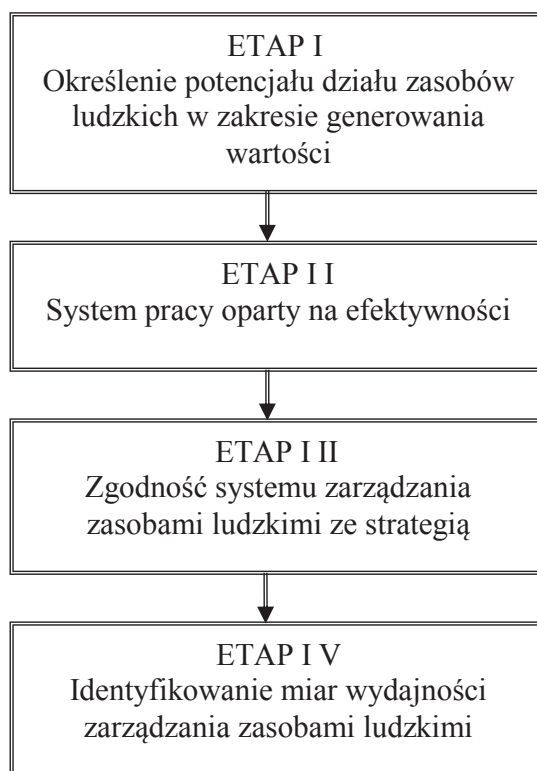 ETAP I
Określenie potencjału działu zasobów
ludzkich w zakresie generowania
wartości
ETAP I I
System pracy oparty na efektywności
ETAP I II
Zgodność systemu zarządzania
zasobami ludzkimi ze strategią
ETAP I V
Identyfikowanie miar wydajności
zarządzania zasobami ludzkimi